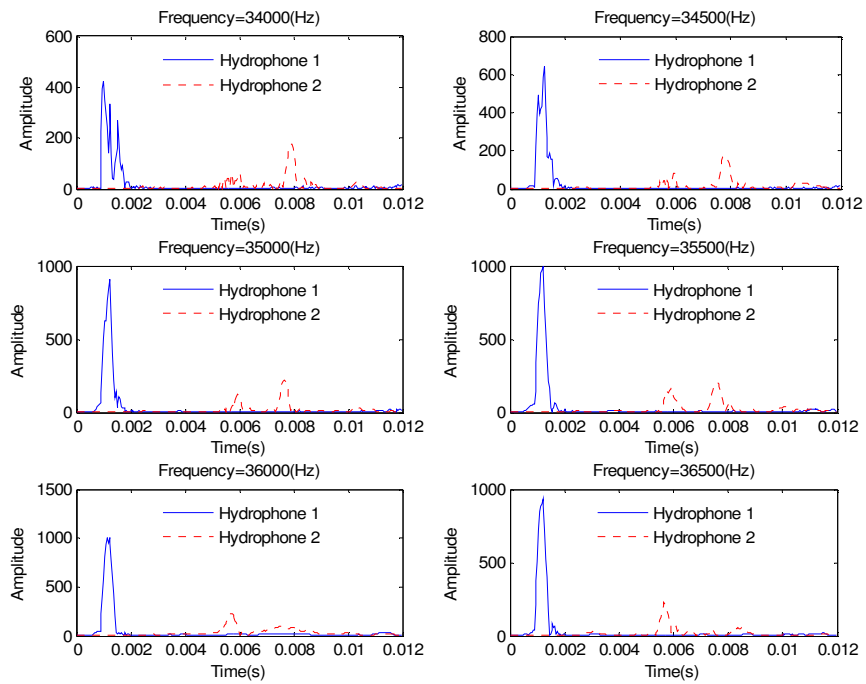 Frequency=34000(Hz)
600
400
200
0
Amplitude
Hydrophone 1
Hydrophone 2
0 0.002 0.004 0.006 0.008 0.01 0.012
Time(s)
Frequency=34500(Hz)
800
600
400
200
0
Amplitude
Hydrophone 1
Hydrophone 2
0 0.002 0.004 0.006 0.008 0.01 0.012
Time(s)
Frequency=35000(Hz)
1000
500
0
Amplitude
Hydrophone 1
Hydrophone 2
0 0.002 0.004 0.006 0.008 0.01 0.012
Time(s)
Frequency=35500(Hz)
1000
500
0
Amplitude
Hydrophone 1
Hydrophone 2
0 0.002 0.004 0.006 0.008 0.01 0.012
Time(s)
Frequency=36000(Hz)
1500
1000
500
0
Amplitude
Hydrophone 1
Hydrophone 2
0 0.002 0.004 0.006 0.008 0.01 0.012
Time(s)
Frequency=36500(Hz)
1000
500
0
Amplitude
Hydrophone 1
Hydrophone 2
0 0.002 0.004 0.006 0.008 0.01 0.012
Time(s)